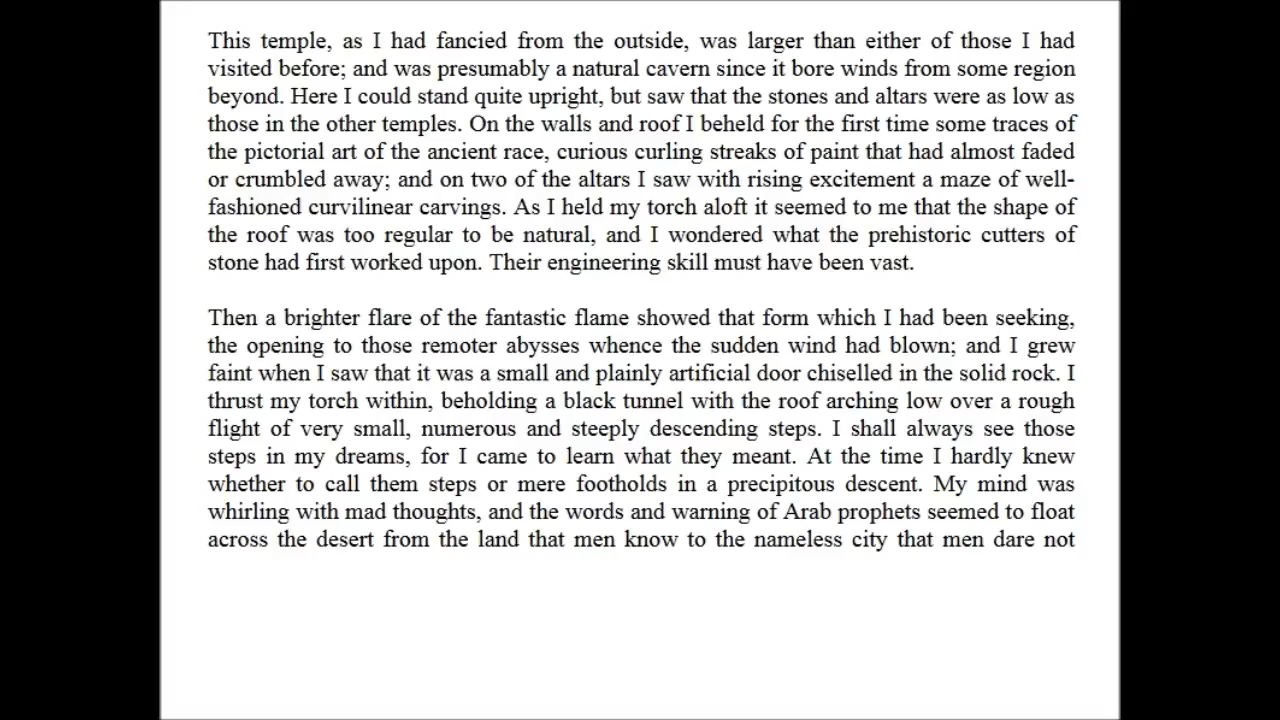 This temple, as I had fancied from the outside, was larger than either of those I had
visited before; and was presumably a natural cavern since it bore winds from some region
beyond. Here I could stand quite upright, but saw that the stones and altars were as low as
those in the other temples. On the walls and roof I beheld for the first time some traces of
the pictorial art of the ancient race, curious curling streaks of paint that had almost faded
or crumbled away; and on two of the altars I saw with rising excitement a maze of well-
fashioned curvilinear carvings. As I held my torch aloft it seemed to me that the shape of
the roof was too regular to be natural, and I wondered what the prehistoric cutters of
stone had first worked upon. Their engineering skill must have been vast.

Then a brighter flare of the fantastic flame showed that form which I had been seeking,
the opening to those remoter abysses whence the sudden wind had blown; and I grew
faint when I saw that it was a small and plainly artificial door chiselled in the solid rock. I
thrust my torch within, beholding a black tunnel with the roof arching low over a rough
flight of very small, numerous and steeply descending steps. I shall always see those
steps in my dreams, for I came to learn what they meant. At the time I hardly knew
whether to call them steps or mere footholds in a precipitous descent. My mind was
whirling with mad thoughts, and the words and warning of Arab prophets seemed to float
across the desert from the land that men know to the nameless city that men dare not